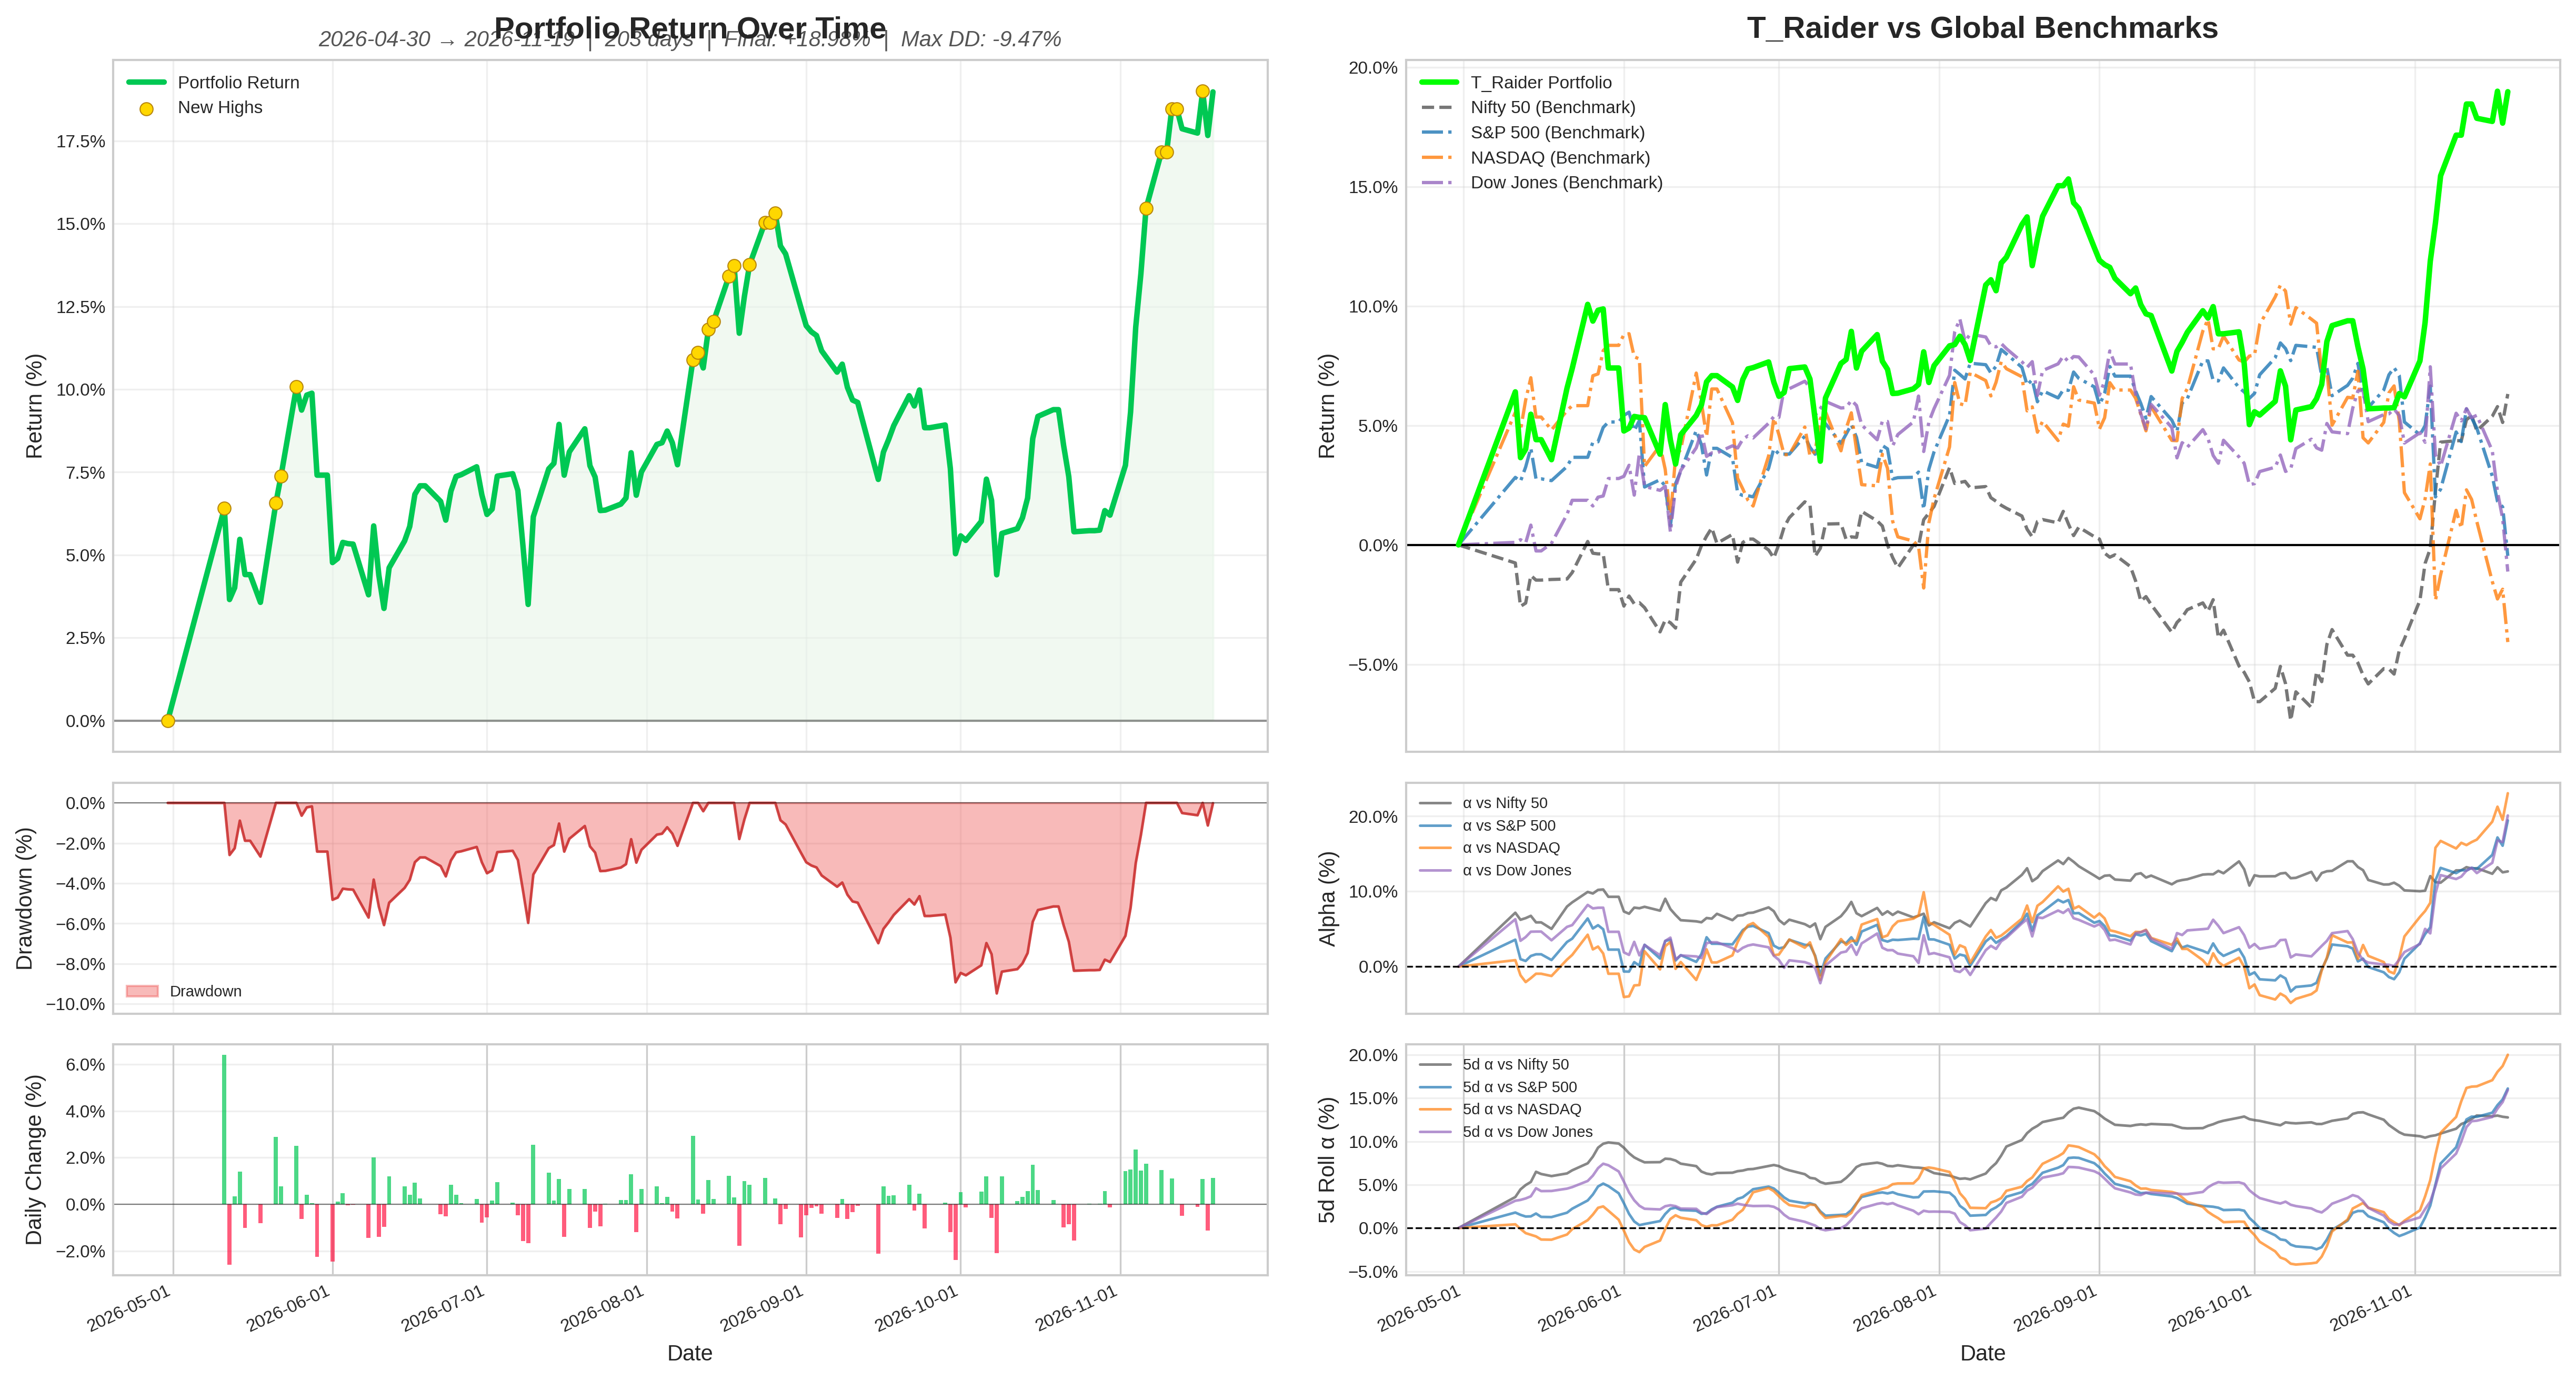 Portfolio Return Over Time
2026-04-30 → 2026-11-19 | 203 days | Final: +18.98% | Max DD: -9.47%
Portfolio Return
New Highs
Return (%)
17.5%
15.0%
12.5%
10.0%
7.5%
5.0%
2.5%
0.0%
Drawdown (%)
0.0%
−2.0%
−4.0%
−6.0%
−8.0%
−10.0%
Drawdown
Daily Change (%)
6.0%
4.0%
2.0%
0.0%
−2.0%
2026-05-01
2026-06-01
2026-07-01
2026-08-01
2026-09-01
2026-10-01
2026-11-01
Date
T_Raider vs Global Benchmarks
T_Raider Portfolio
Nifty 50 (Benchmark)
S&P 500 (Benchmark)
NASDAQ (Benchmark)
Dow Jones (Benchmark)
Return (%)
20.0%
15.0%
10.0%
5.0%
0.0%
−5.0%
Alpha (%)
20.0%
10.0%
0.0%
α vs Nifty 50
α vs S&P 500
α vs NASDAQ
α vs Dow Jones
5d Roll α (%)
20.0%
15.0%
10.0%
5.0%
0.0%
−5.0%
5d α vs Nifty 50
5d α vs S&P 500
5d α vs NASDAQ
5d α vs Dow Jones
2026-05-01
2026-06-01
2026-07-01
2026-08-01
2026-09-01
2026-10-01
2026-11-01
Date